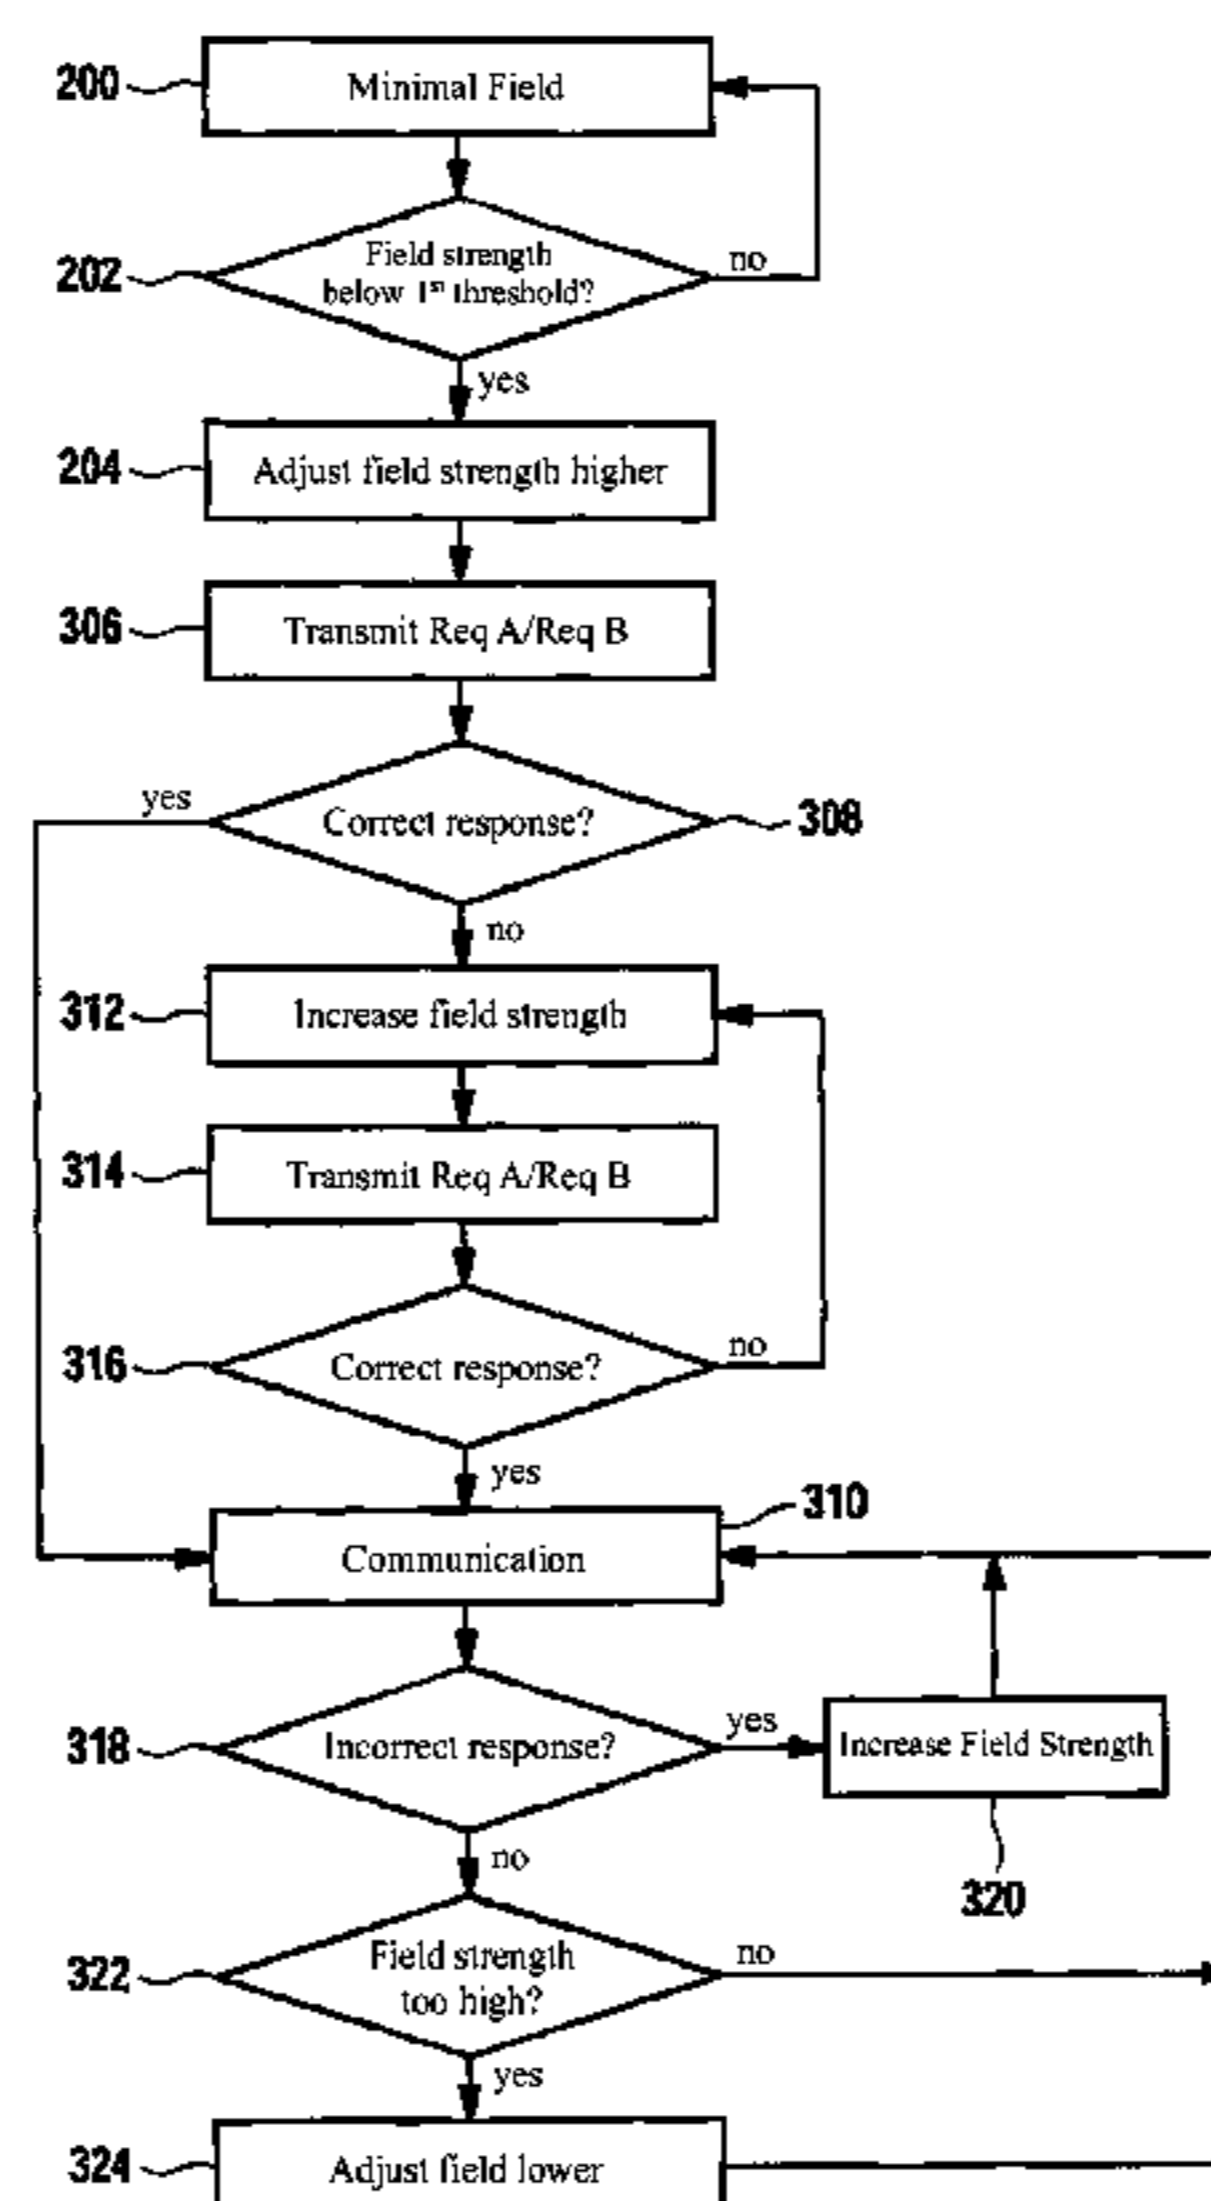 200
Minimal Field
202
Field strength
below 1st threshold?
no
yes
204
Adjust field strength higher
306
Transmit Req A/Req B
yes
Correct response?
308
no
312
Increase field strength
314
Transmit Req A/Req B
316
Correct response?
no
yes
310
Communication
318
Incorrect response?
yes
Increase Field Strength
320
no
322
Field strength
too high?
no
yes
324
Adjust field lower